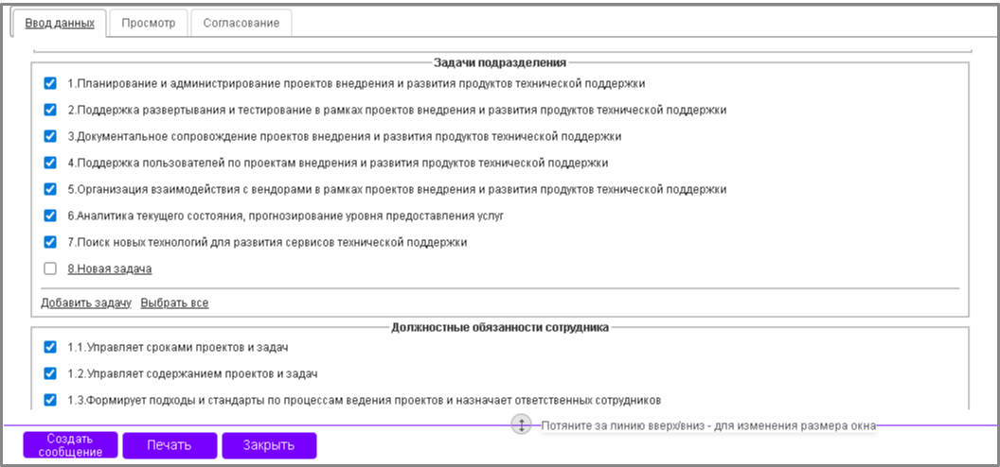 Ввод данных Просмотр Согласование
Задачи подразделения
1.Планирование и администрирование проектов внедрения и развития продуктов технической поддержки
2.Поддержка развертывания и тестирование в рамках проектов внедрения и развития продуктов технической поддержки
3.Документальное сопровождение проектов внедрения и развития продуктов технической поддержки
4.Поддержка пользователей по проектам внедрения и развития продуктов технической поддержки
5.Организация взаимодействия с вендорами в рамках проектов внедрения и развития продуктов технической поддержки
6.Аналитика текущего состояния, прогнозирование уровня предоставления услуг
7.Поиск новых технологий для развития сервисов технической поддержки
8.Новая задача
Добавить задачу Выбрать все
Должностные обязанности сотрудника
1.1.Управляет сроками проектов и задач
1.2.Управляет содержанием проектов и задач
1.3.Формирует подходы и стандарты по процессам ведения проектов и назначает ответственных сотрудников
Потяните за линию вверх/вниз - для изменения размера окна
Создать
сообщение
Печать
Закрыть